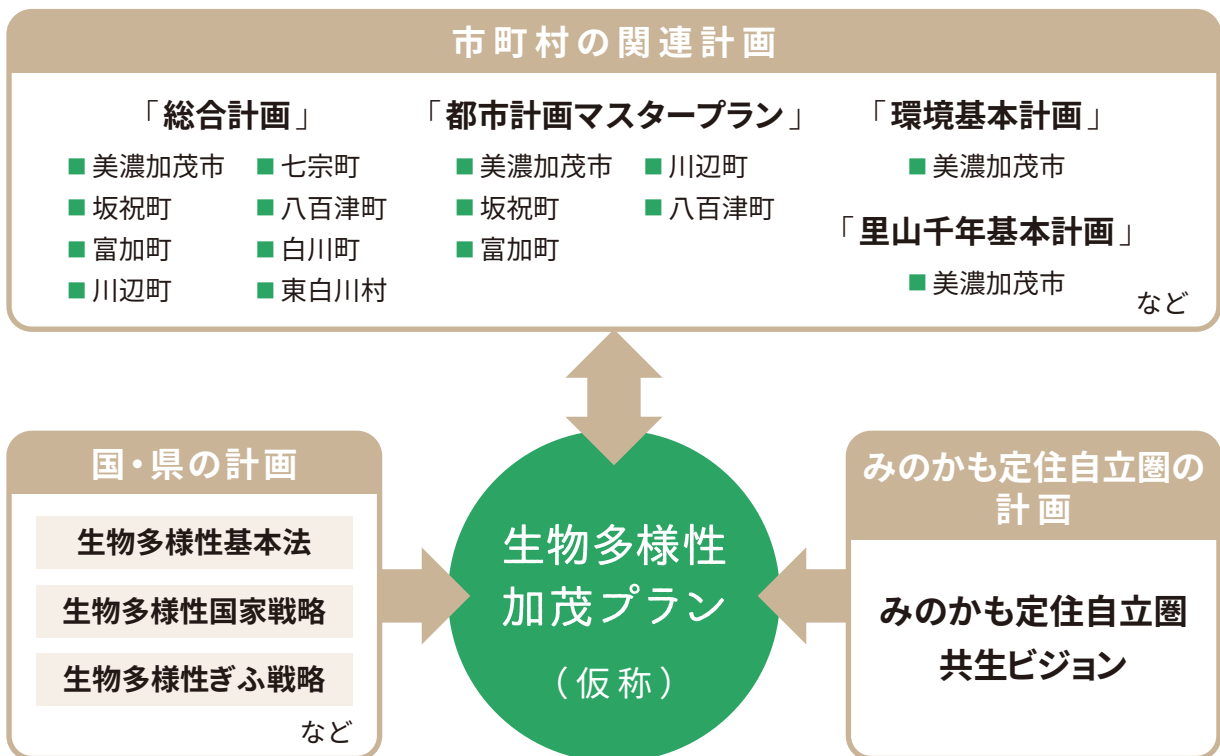 市町村の関連計画
「総合計画」
■美濃加茂市
■坂祝町
■富加町
■川辺町
■七宗町
■八百津町
■白川町
■東白川村
「都市計画マスタープラン」
■美濃加茂市
■坂祝町
■富加町
■川辺町
■八百津町
「環境基本計画」
■美濃加茂市
「里山千年基本計画」
■美濃加茂市
など
国・県の計画
生物多様性基本法
生物多様性国家戦略
生物多様性ぎふ戦略
など
生物多様性
加茂プラン
（仮称）
みのかも定住自立圏の
計画
みのかも定住自立圏
共生ビジョン